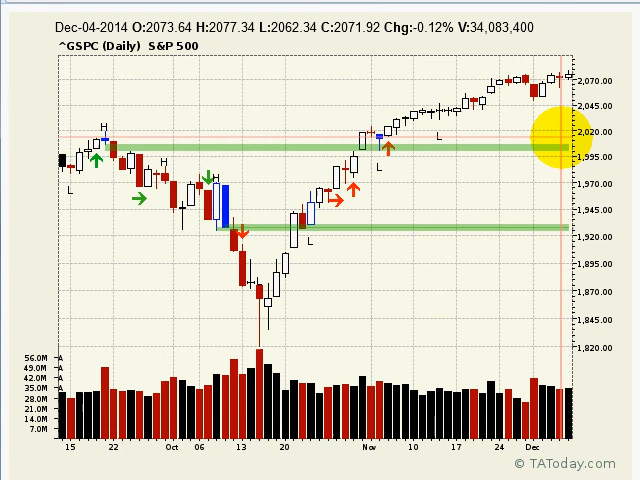 Dec-04-2014 O:2073.64 H:2077.34 L:2062.34 C:2071.92 Chg:-0.12% V:34,083,400
^GSPC (Daily) S&P 500
2,070.00
2,045.00
2,020.00
1,995.00
1,970.00
1,945.00
1,920.00
1,895.00
1,870.00
1,845.00
1,820.00
H
H
H
L
L
L
L
56.0M
49.0M
42.0M
35.0M
28.0M
21.0M
14.0M
7.0M
15 22 Oct 06 13 20 Nov 10 17 24 Dec
© TAToday.com